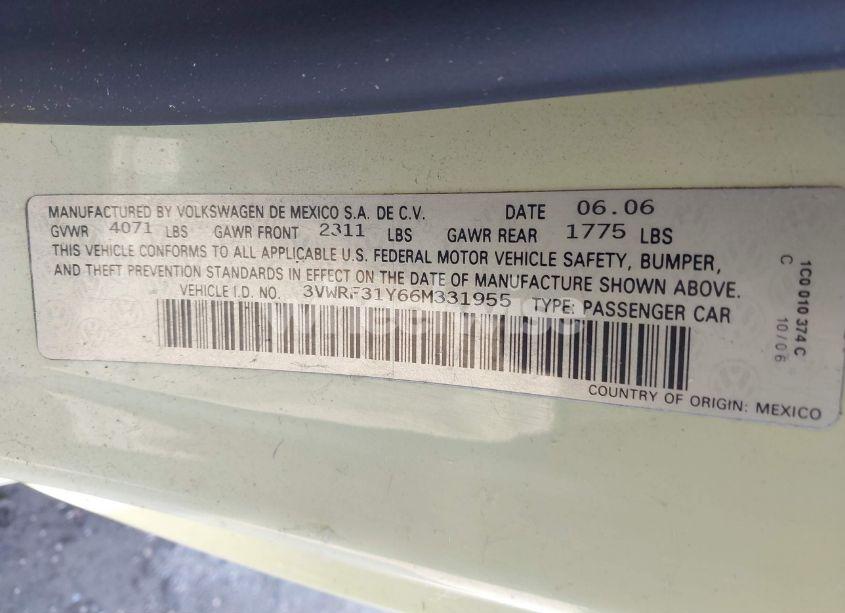 MANUFACTURED BY VOLKSWAGEN DE MEXICO S.A. DE C.V. DATE 06.06
GVWR 4071 LBS GAWR FRONT 2311 LBS GAWR REAR 1775 LBS
THIS VEHICLE CONFORMS TO ALL APPLICABLE U.S. FEDERAL MOTOR VEHICLE SAFETY, BUMPER,
AND THEFT PREVENTION STANDARDS IN EFFECT ON THE DATE OF MANUFACTURE SHOWN ABOVE.
VEHICLE I.D. NO. 3VWRF31Y66M331955 TYPE: PASSENGER CAR
COUNTRY OF ORIGIN: MEXICO
1C0 010 374 C
C 10/06